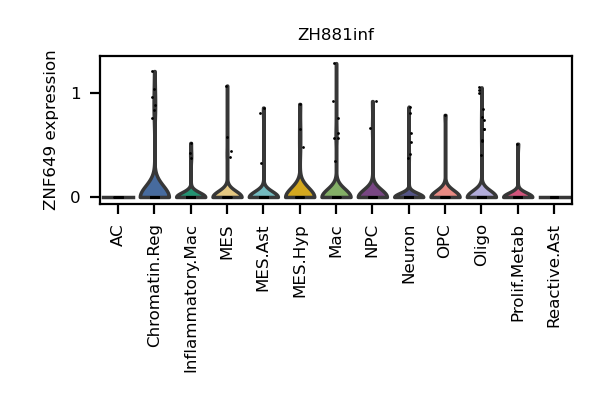 ZH881inf
ZNF649 expression
1
0
AC
Chromatin.Reg
Inflammatory.Mac
MES
MES.Ast
MES.Hyp
Mac
NPC
Neuron
OPC
Oligo
Prolif.Metab
Reactive.Ast